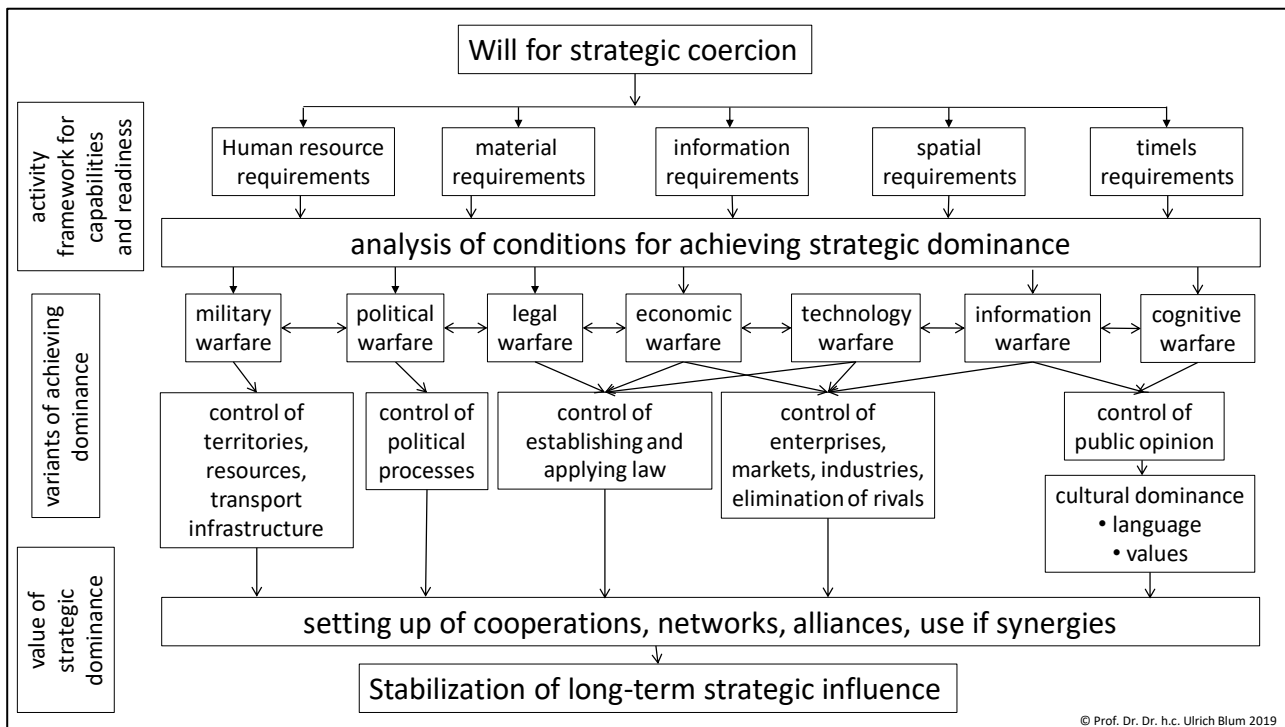 Will for strategic coercion
activity
framework for
capabilities
and readiness
Human resource
requirements
material
requirements
information
requirements
spatial
requirements
timels
requirements
analysis of conditions for achieving strategic dominance
variants of achieving
dominance
military
warfare
political
warfare
legal
warfare
economic
warfare
technology
warfare
information
warfare
cognitive
warfare
control of
territories,
resources,
transport
infrastructure
control of
political
processes
control of
establishing and
applying law
control of
enterprises,
markets, industries,
elimination of rivals
control of
public opinion
cultural dominance
• language
• values
value of
strategic
dominance
setting up of cooperations, networks, alliances, use if synergies
Stabilization of long-term strategic influence
© Prof. Dr. Dr. h.c. Ulrich Blum 2019